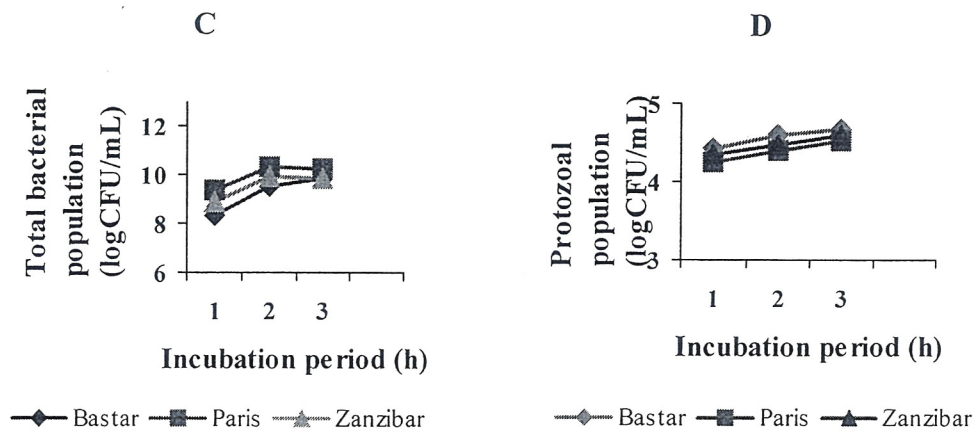 C
Total bacterial
population
(logCFU/mL)
12
10
8
6
1 2 3
Incubation period (h)
Bastar Paris Zanzibar
D
Protozoal
population
(logCFU/mL)
5
4
3
1 2 3
Incubation period (h)
Bastar Paris Zanzibar